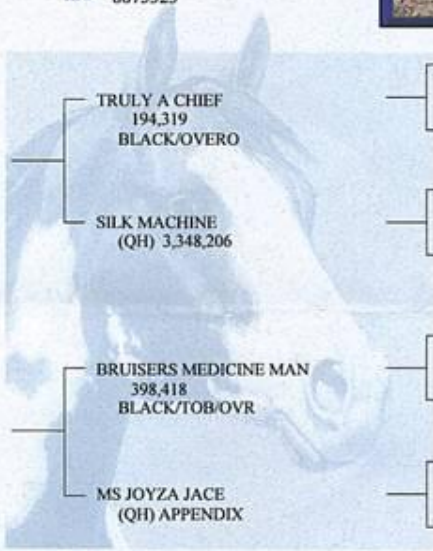 TRULY A CHIEF
194,319
BLACK/OVERO
SILK MACHINE
(QH) 3,348,206
BRUISERS MEDICINE MAN
398,418
BLACK/TOB/OVR
MS JOYZA JACE
(QH) APPENDIX